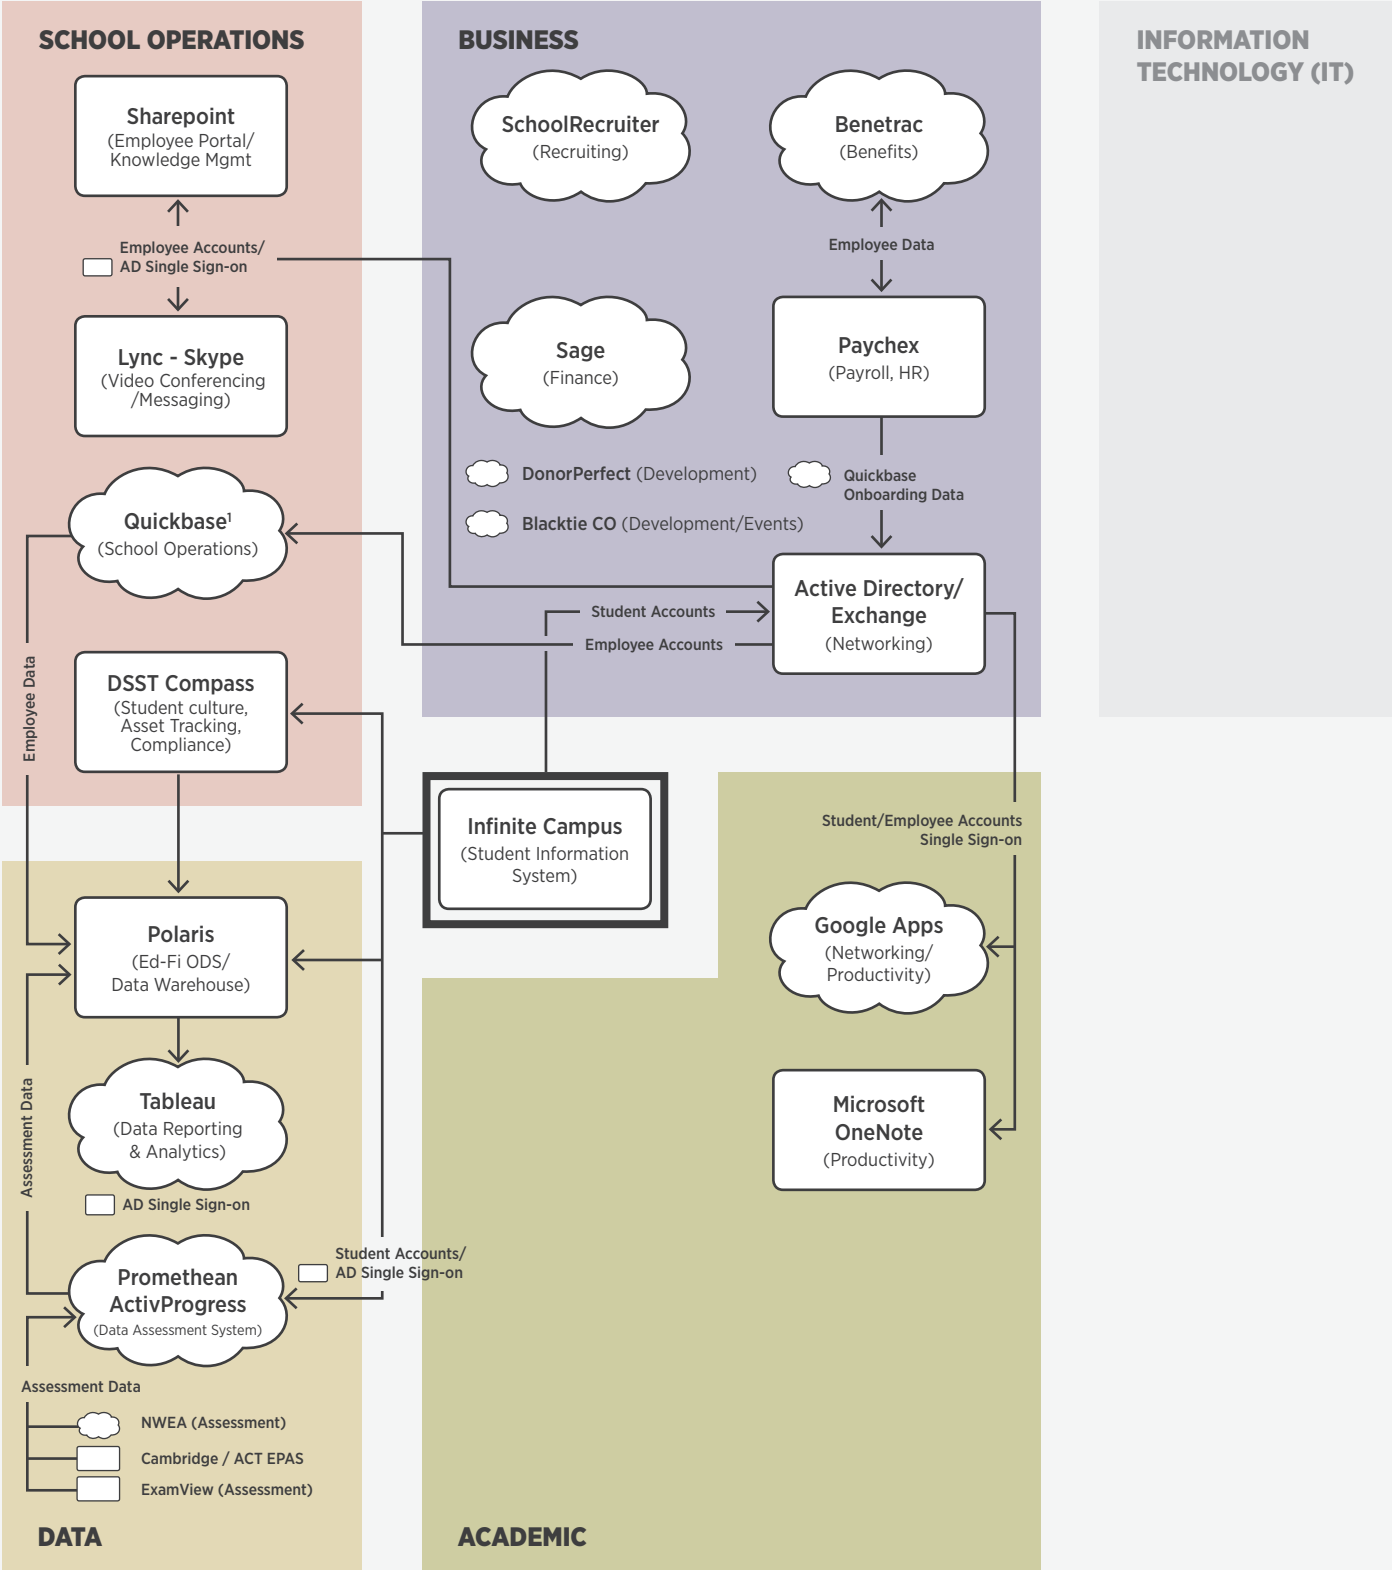 SCHOOL OPERATIONS
Sharepoint
(Employee Portal/
Knowledge Mgmt
Employee Accounts/
AD Single Sign-on
Lync - Skype
(Video Conferencing
/Messaging)
Quickbase¹
(School Operations)
Employee Data
DSST Compass
(Student culture,
Asset Tracking,
Compliance)
BUSINESS
SchoolRecruiter
(Recruiting)
Benetrac
(Benefits)
Employee Data
Sage
(Finance)
Paychex
(Payroll, HR)
DonorPerfect (Development)
Blacktie CO (Development/Events)
Quickbase
Onboarding Data
Active Directory/
Exchange
(Networking)
Student Accounts
Employee Accounts
INFORMATION
TECHNOLOGY (IT)
Infinite Campus
(Student Information
System)
Student/Employee Accounts
Single Sign-on
Google Apps
(Networking/
Productivity)
Microsoft
OneNote
(Productivity)
ACADEMIC
Polaris
(Ed-Fi ODS/
Data Warehouse)
Assessment Data
Tableau
(Data Reporting
& Analytics)
AD Single Sign-on
Student Accounts/
AD Single Sign-on
Promethean
ActivProgress
(Data Assessment System)
Assessment Data
NWEA (Assessment)
Cambridge / ACT EPAS
ExamView (Assessment)
DATA